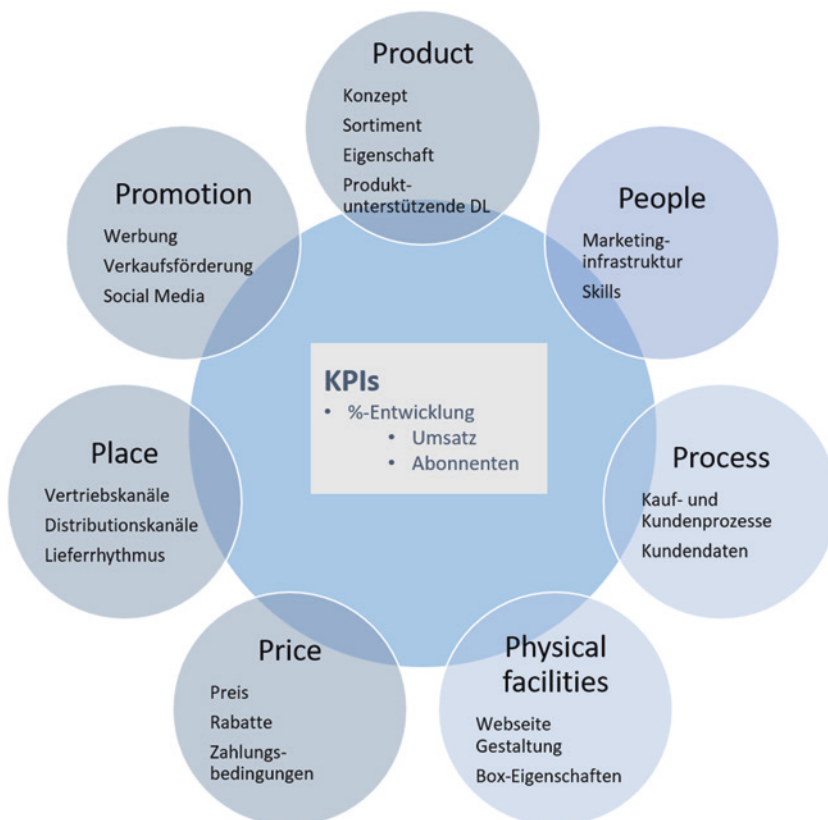 Product
Konzept
Sortiment
Eigenschaft
Produkt-
unterstützende DL
People
Marketing-
infrastruktur
Skills
Process
Kauf- und
Kundenprozesse
Kundendaten
Physical
facilities
Webseite
Gestaltung
Box-Eigenschaften
Price
Preis
Rabatte
Zahlungs-
bedingungen
Place
Vertriebskanäle
Distributionskanäle
Lieferrhythmus
Promotion
Werbung
Verkaufsförderung
Social Media
KPIs
• %-Entwicklung
• Umsatz
• Abonnenten